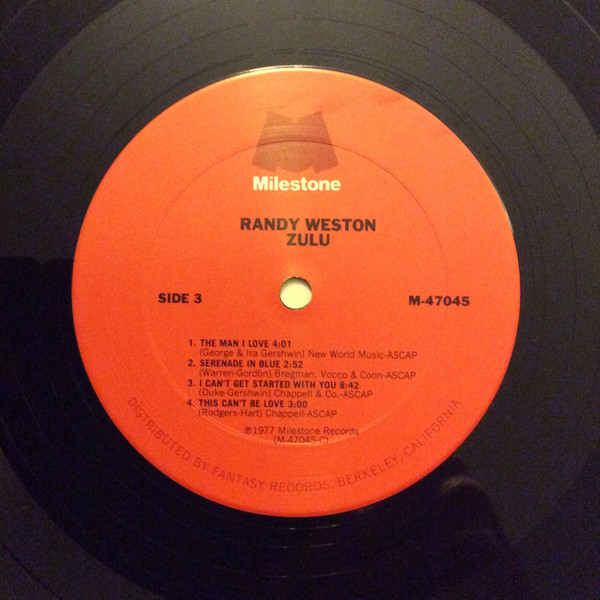 Milestone
RANDY WESTON
ZULU
SIDE 3
M-47045
1. THE MAN I LOVE 4:01
(George & Ira Gershwin) New World Music-ASCAP
2. SERENADE IN BLUE 2:52
(Warren-Gordon) Bregman, Vocco & Conn-ASCAP
3. I CAN'T GET STARTED WITH YOU 8:42
(Duke-Gershwin) Chappell & Co.-ASCAP
4. THIS CAN'T BE LOVE 3:00
(Rodgers-Hart) Chappell-ASCAP
℗1977 Milestone Records
(M-47045-C)
DISTRIBUTED BY FANTASY RECORDS, BERKELEY, CALIFORNIA